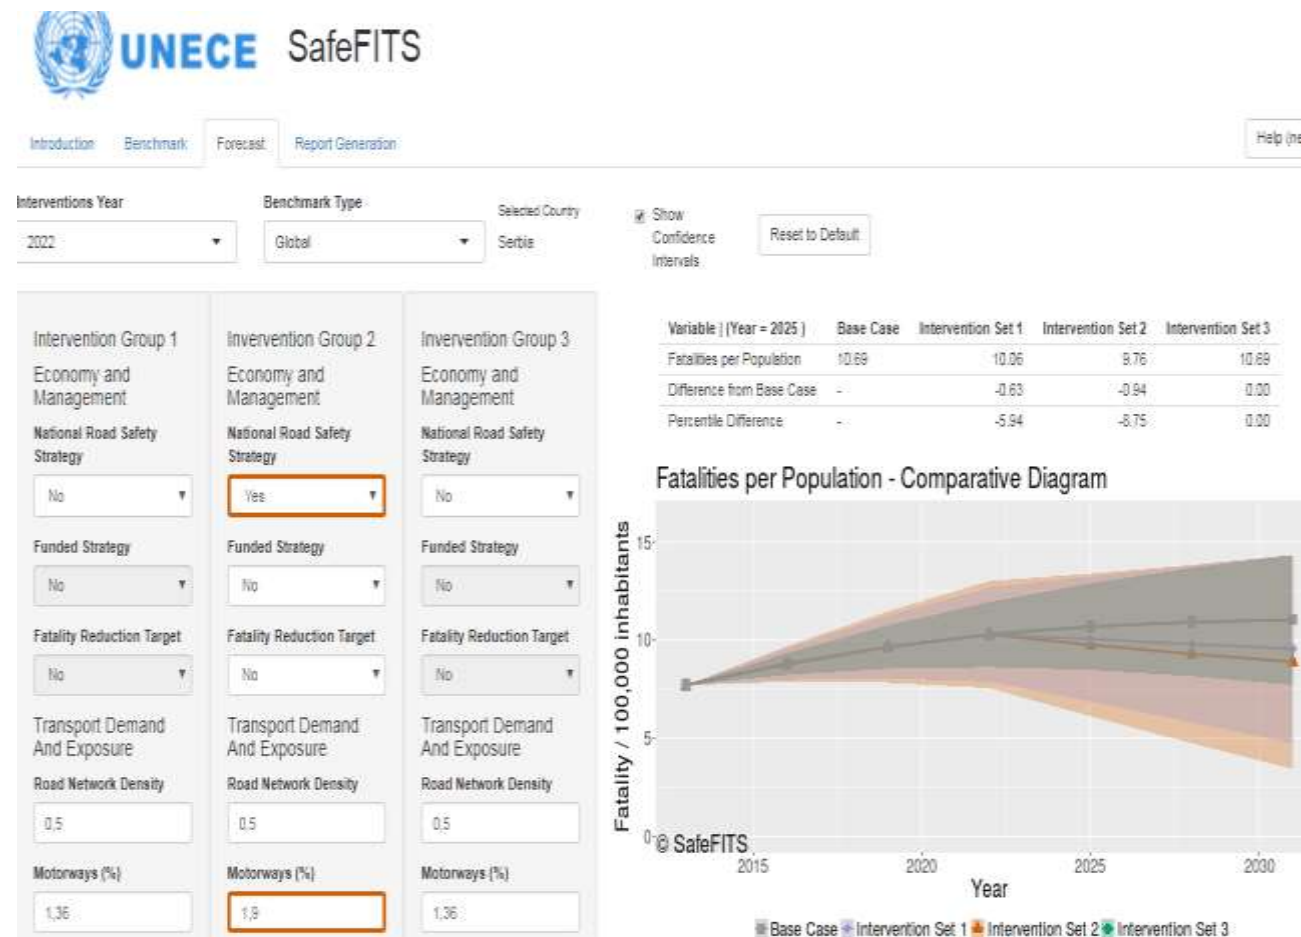 UNECE SafeFITS
Introduction Benchmark Forecast Report Generation
Help (ne
Interventions Year
2022
Benchmark Type
Global
Selected Country
Serbia
Show
Confidence
Intervals
Reset to Default
Intervention Group 1
Economy and
Management
National Road Safety
Strategy
No
Funded Strategy
No
Fatality Reduction Target
No
Transport Demand
And Exposure
Road Network Density
0,5
Motorways (%)
1,36
Invervention Group 2
Economy and
Management
National Road Safety
Strategy
Yes
Funded Strategy
No
Fatality Reduction Target
No
Transport Demand
And Exposure
Road Network Density
0.5
Motorways (%)
1,9
Invervention Group 3
Economy and
Management
National Road Safety
Strategy
No
Funded Strategy
No
Fatality Reduction Target
No
Transport Demand
And Exposure
Road Network Density
0.5
Motorways (%)
1,36
Variable | (Year = 2025 ) Base Case Intervention Set 1 Intervention Set 2 Intervention Set 3
Fatalities per Population 10.69 10.06 9.76 10.69
Difference from Base Case - -0.63 -0.94 0.00
Percentile Difference - -5.94 -8.75 0.00
Fatalities per Population - Comparative Diagram
Fatality / 100,000 inhabitants
15
10
5
0
© SafeFITS
2015 2020 2025 2030
Year
Base Case Intervention Set 1 Intervention Set 2 Intervention Set 3